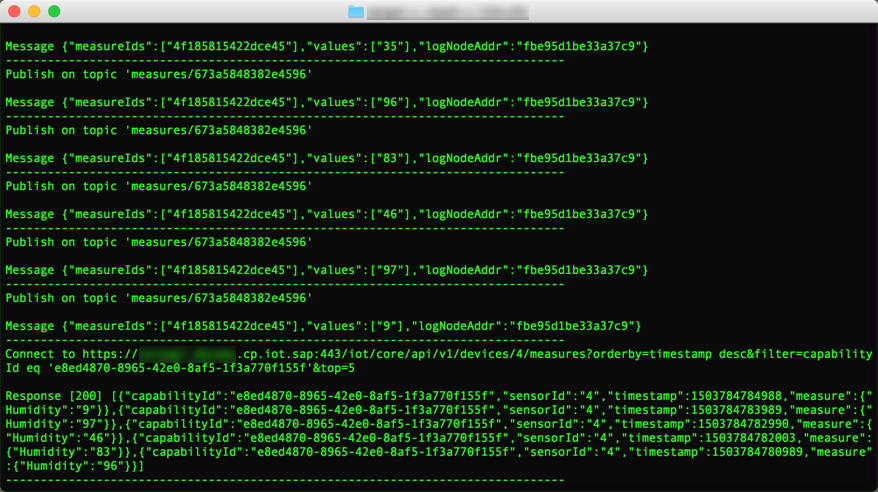 Message {"measureIds":["4f185815422dce45"],"values":["35"],"logNodeAddr":"fbe95d1be33a37c9"}
--------------------------------------------------------------------------------
Publish on topic 'measures/673a5848382e4596'
Message {"measureIds":["4f185815422dce45"],"values":["96"],"logNodeAddr":"fbe95d1be33a37c9"}
--------------------------------------------------------------------------------
Publish on topic 'measures/673a5848382e4596'
Message {"measureIds":["4f185815422dce45"],"values":["83"],"logNodeAddr":"fbe95d1be33a37c9"}
--------------------------------------------------------------------------------
Publish on topic 'measures/673a5848382e4596'
Message {"measureIds":["4f185815422dce45"],"values":["46"],"logNodeAddr":"fbe95d1be33a37c9"}
--------------------------------------------------------------------------------
Publish on topic 'measures/673a5848382e4596'
Message {"measureIds":["4f185815422dce45"],"values":["97"],"logNodeAddr":"fbe95d1be33a37c9"}
--------------------------------------------------------------------------------
Publish on topic 'measures/673a5848382e4596'
Message {"measureIds":["4f185815422dce45"],"values":["9"],"logNodeAddr":"fbe95d1be33a37c9"}
--------------------------------------------------------------------------------
Connect to https://.cp.iot.sap:443/iot/core/api/v1/devices/4/measures?orderby=timestamp desc&filter=capability
Id eq 'e8ed4870-8965-42e0-8af5-1f3a770f155f'&top=5
Response [200] [{"capabilityId":"e8ed4870-8965-42e0-8af5-1f3a770f155f","sensorId":"4","timestamp":1503784784988,"measure":{"
Humidity":"9"}},{"capabilityId":"e8ed4870-8965-42e0-8af5-1f3a770f155f","sensorId":"4","timestamp":1503784783989,"measure":{"
Humidity":"97"}},{"capabilityId":"e8ed4870-8965-42e0-8af5-1f3a770f155f","sensorId":"4","timestamp":1503784782990,"measure":{
"Humidity":"46"}},{"capabilityId":"e8ed4870-8965-42e0-8af5-1f3a770f155f","sensorId":"4","timestamp":1503784782003,"measure":
{"Humidity":"83"}},{"capabilityId":"e8ed4870-8965-42e0-8af5-1f3a770f155f","sensorId":"4","timestamp":1503784780989,"measure"
:{"Humidity":"96"}}]
--------------------------------------------------------------------------------